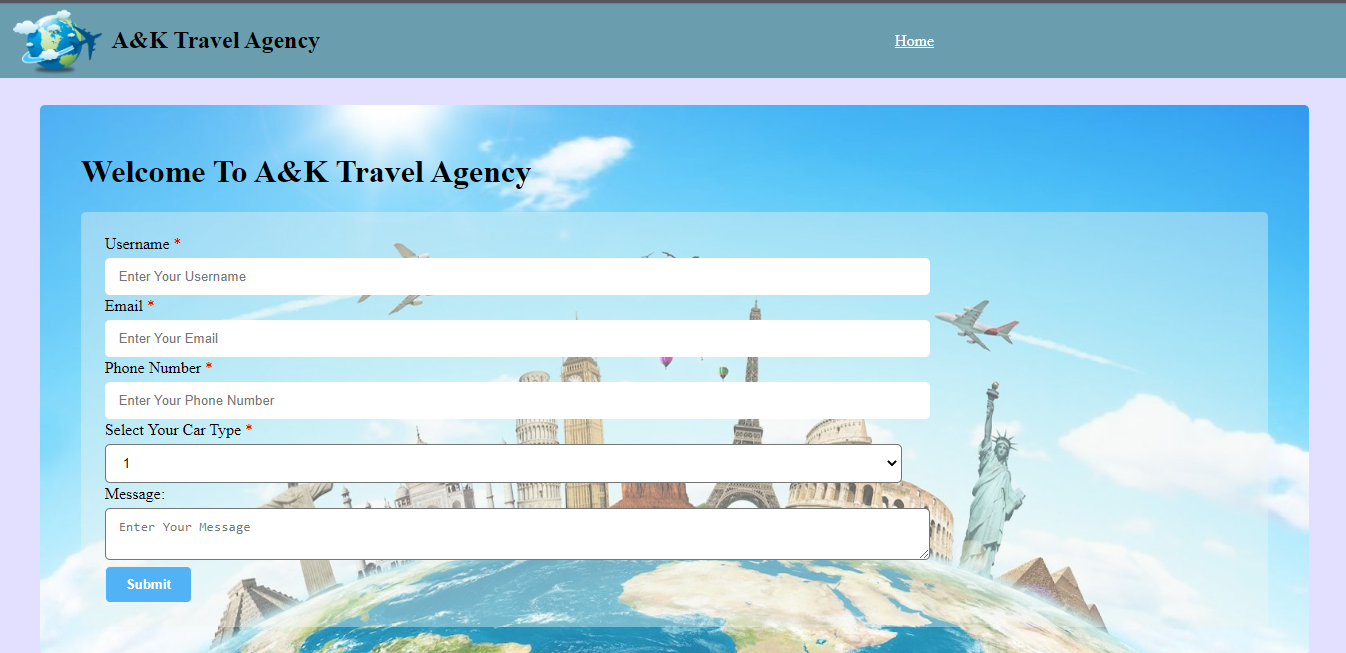 A&K Travel Agency
Home
Welcome To A&K Travel Agency
Username *
Enter Your Username
Email *
Enter Your Email
Phone Number *
Enter Your Phone Number
Select Your Car Type *
1
Message:
Enter Your Message
Submit